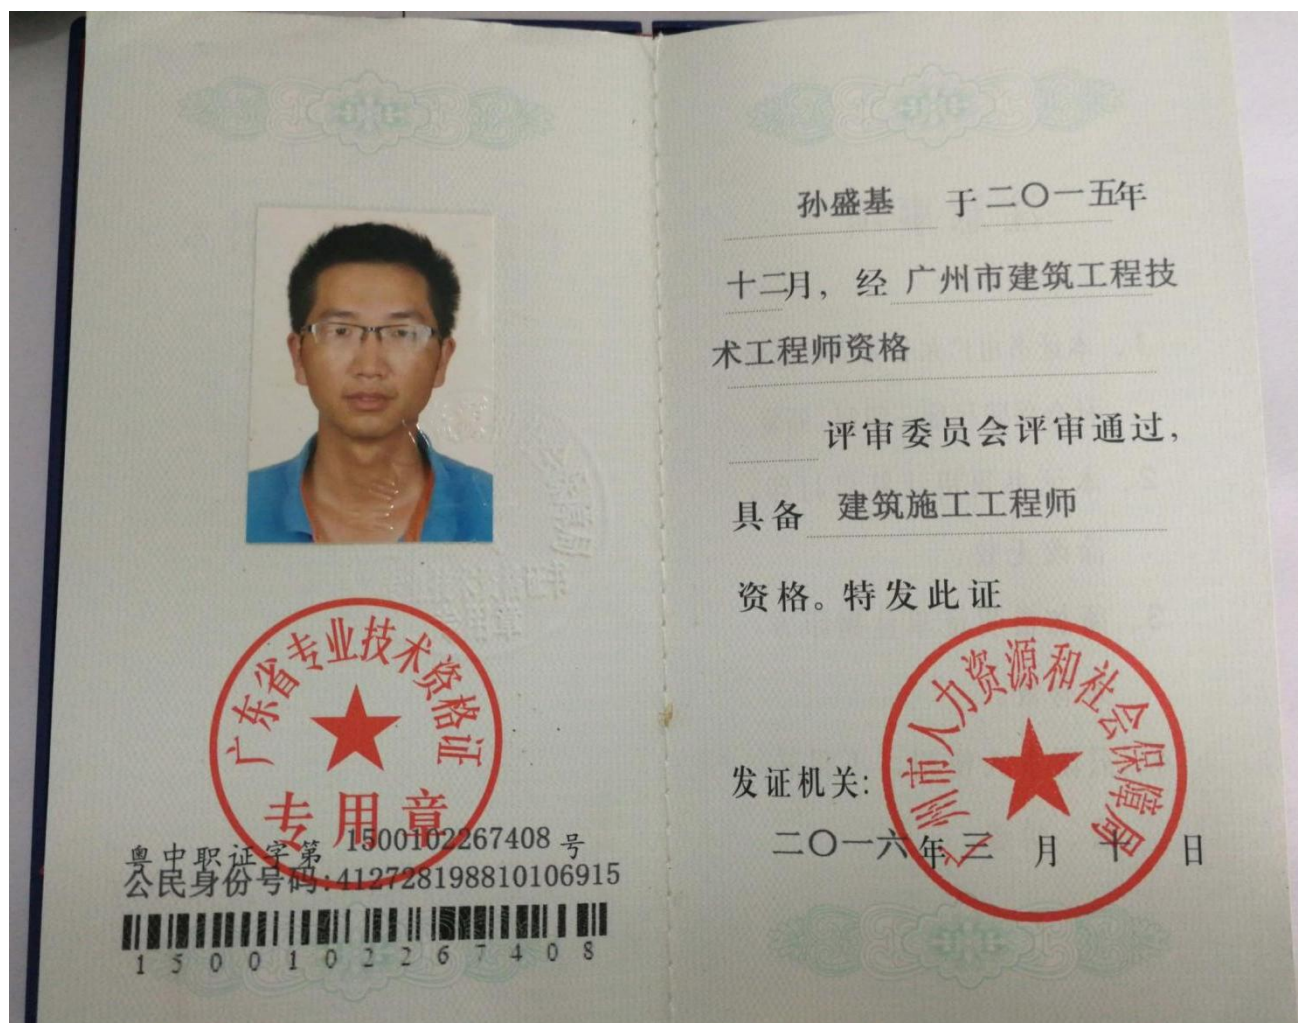 广东省专业技术资格证
专用章
粤中职证字第 1500102267408 号
公民身份号码:412728198810106915
1500102267408
孙盛基 于二〇一五年
十二月，经广州市建筑工程技
术工程师资格
评审委员会评审通过，
具备 建筑施工工程师
资格。特发此证
广州市人力资源和社会保障局
发证机关:
二〇一六年三月十日